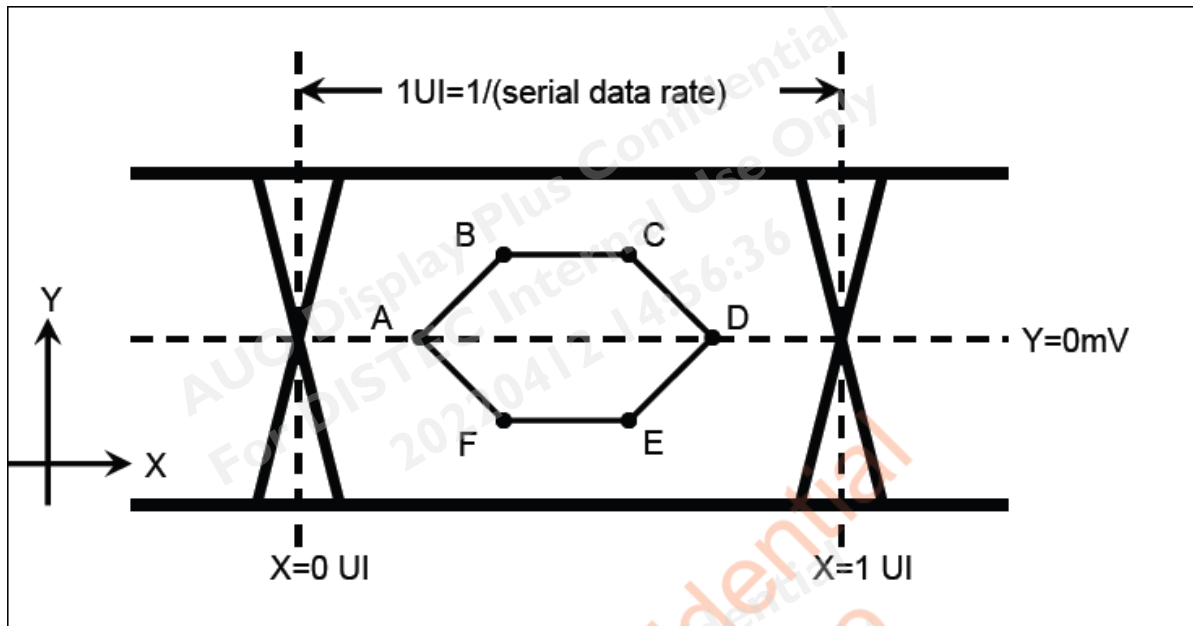 1UI=1/(serial data rate)
B
C
Y
A
D
Y=0mV
F
E
X
X=0 UI
X=1 UI
AUO Display Plus Confidential
For DISTEC Internal Use Only
20220412 14:56:36